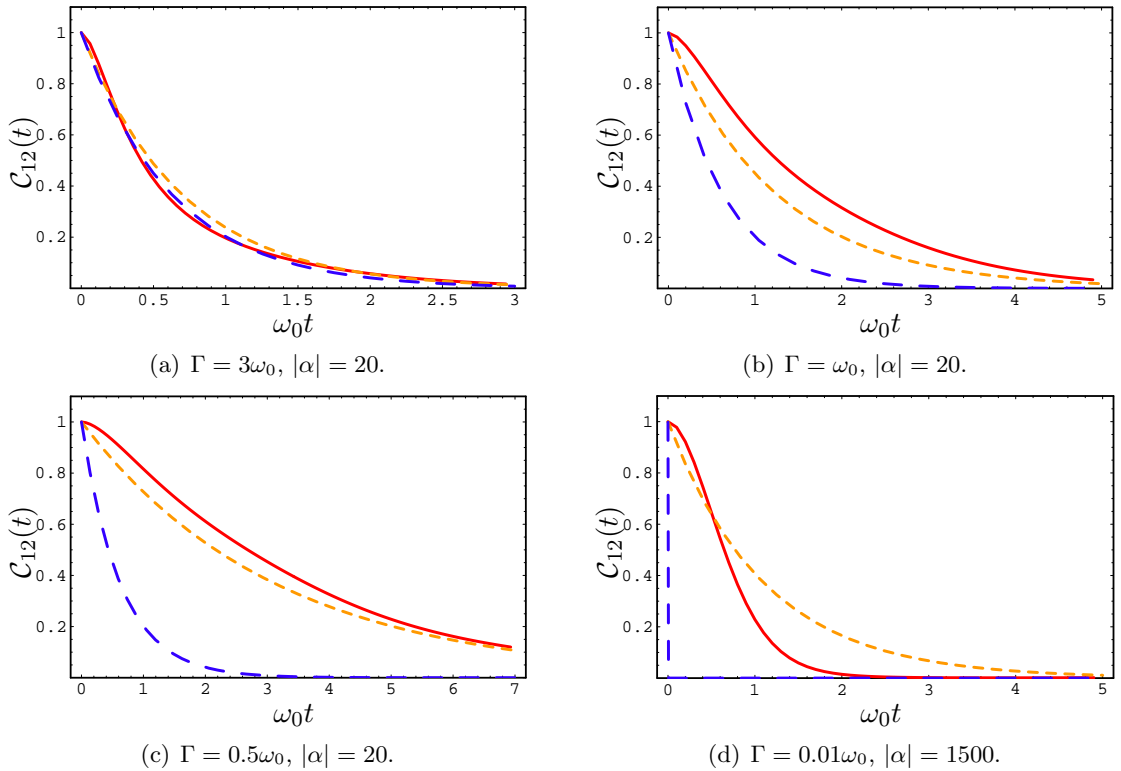 1
0.8
0.6
0.4
0.2
C₁₂(t)
0 0.5 1 1.5 2 2.5 3
ω₀t
(a) Γ = 3ω₀, |α| = 20.
1
0.8
0.6
0.4
0.2
C₁₂(t)
0 1 2 3 4 5
ω₀t
(b) Γ = ω₀, |α| = 20.
1
0.8
0.6
0.4
0.2
C₁₂(t)
0 1 2 3 4 5 6 7
ω₀t
(c) Γ = 0.5ω₀, |α| = 20.
1
0.8
0.6
0.4
0.2
C₁₂(t)
0 1 2 3 4 5
ω₀t
(d) Γ = 0.01ω₀, |α| = 1500.